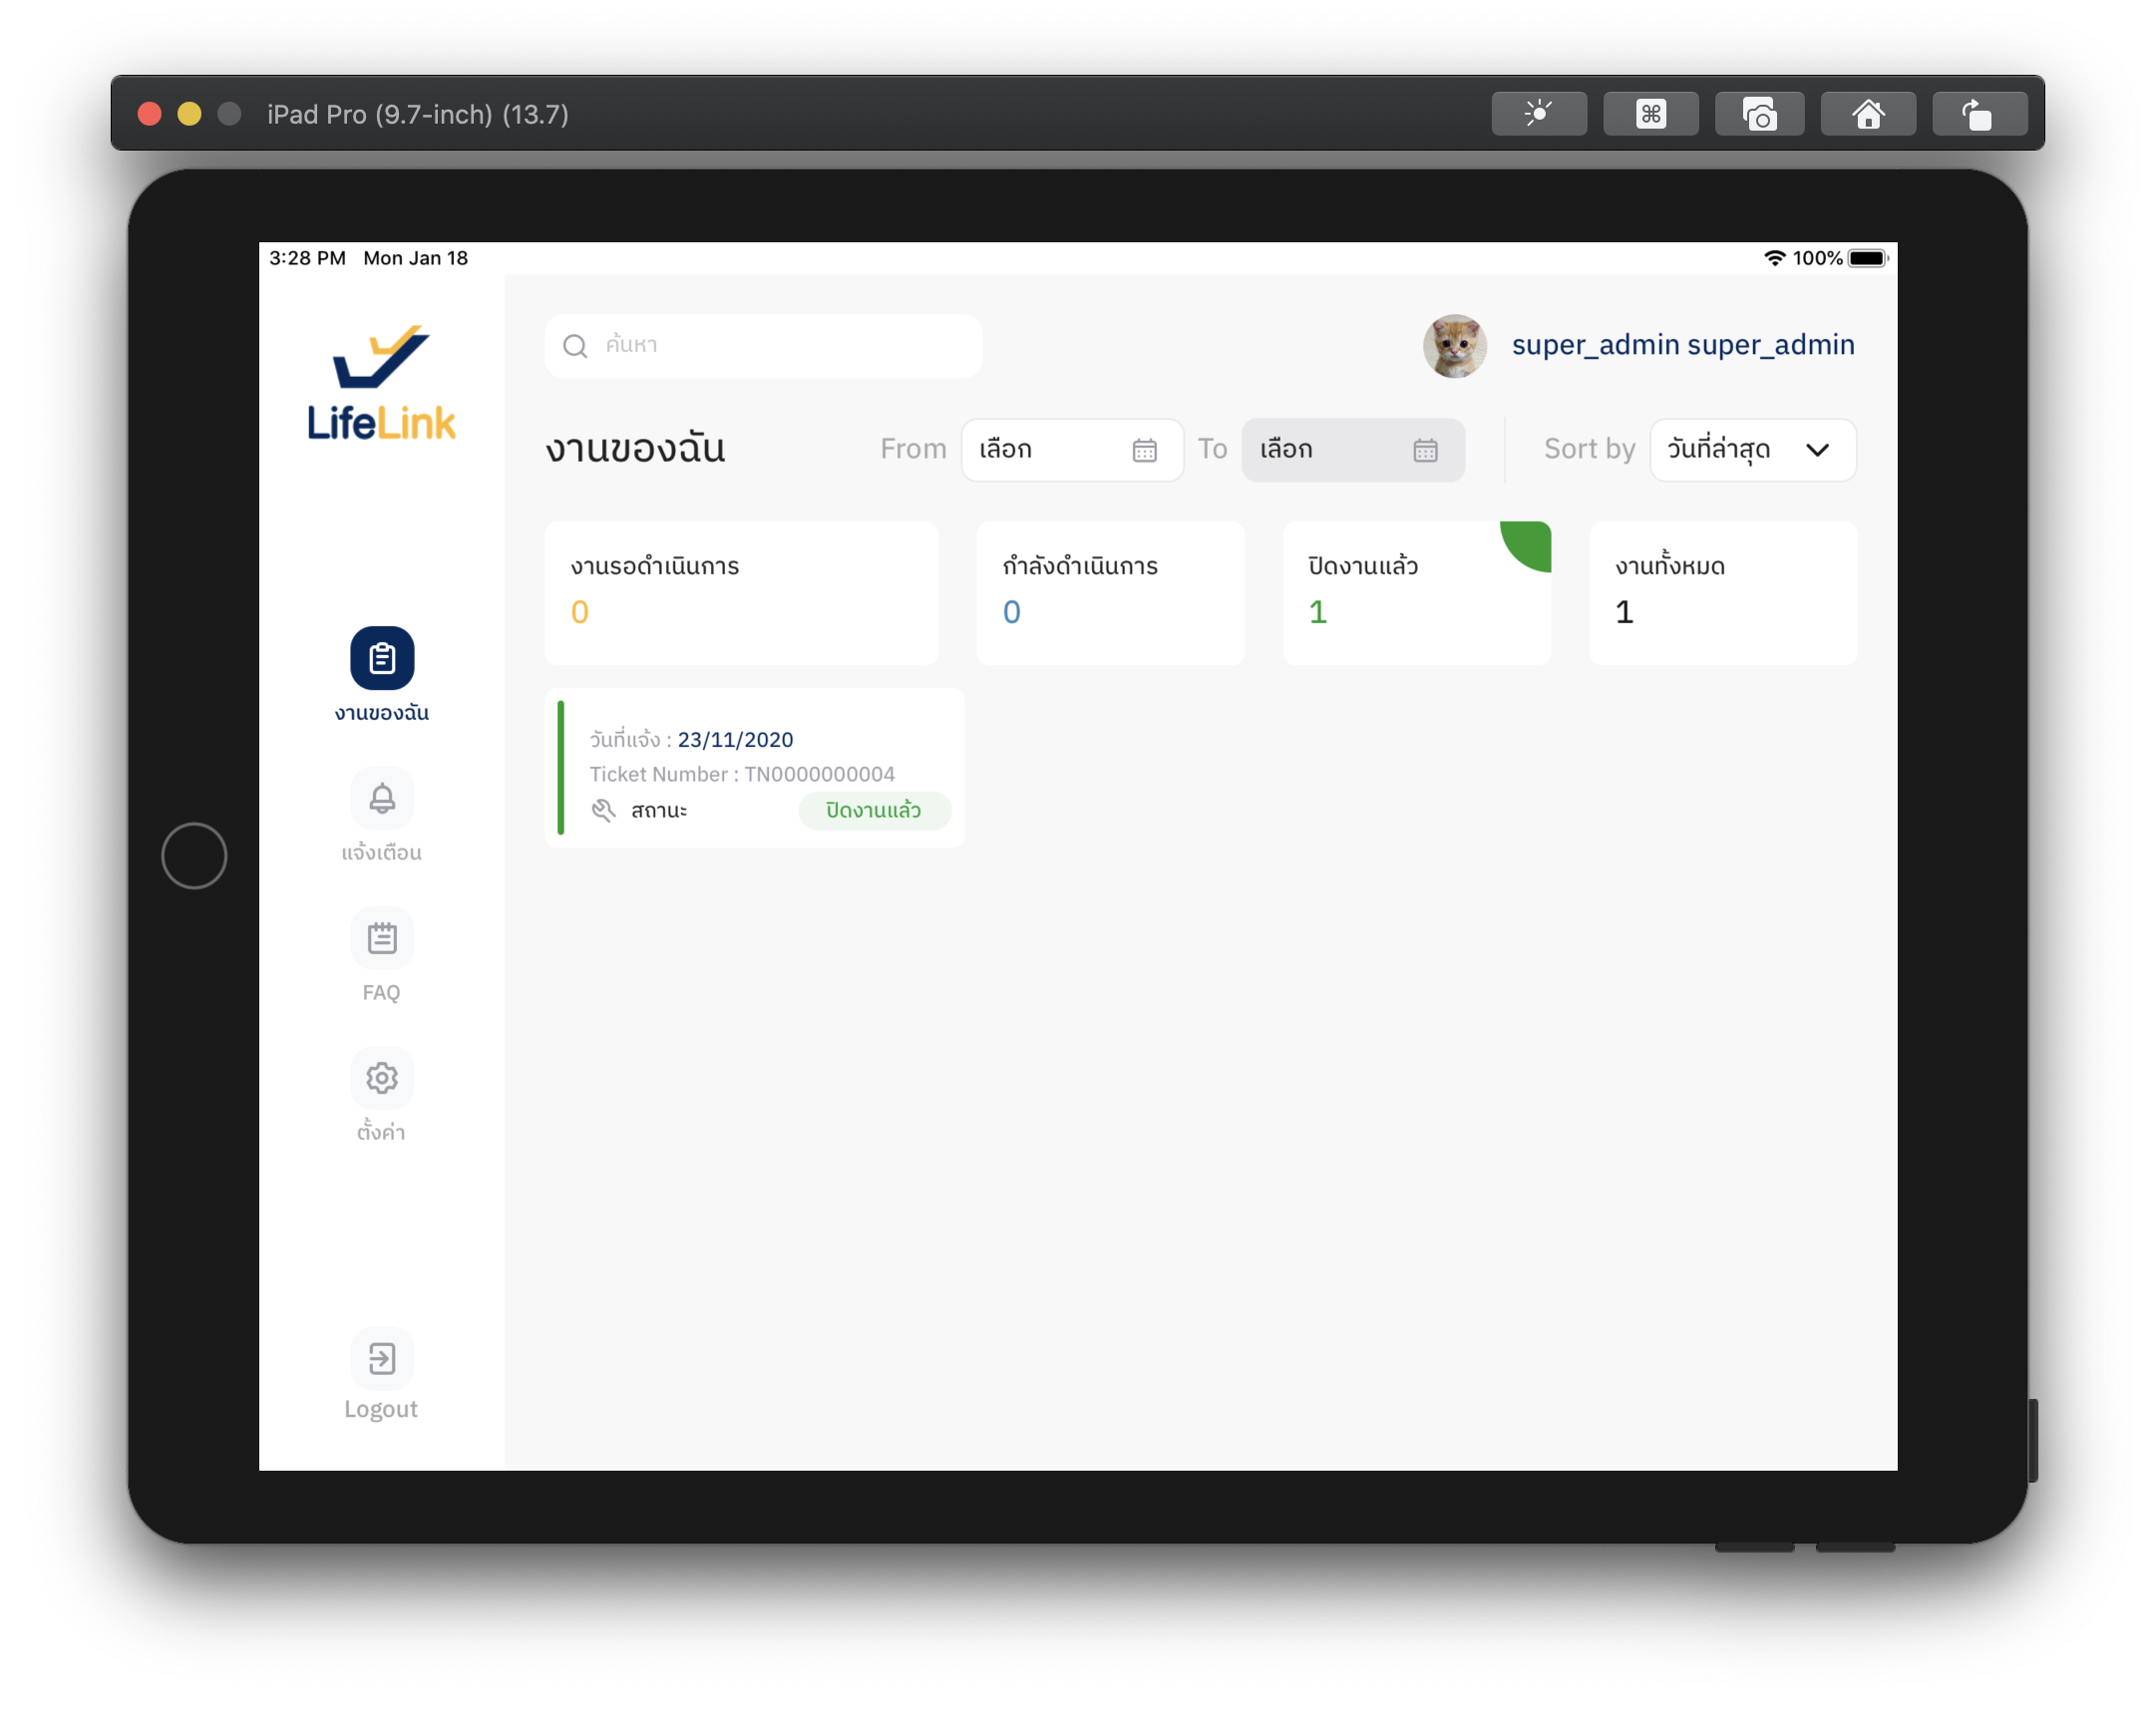 iPad Pro (9.7-inch) (13.7)
3:28 PM Mon Jan 18
100%
LifeLink
ค้นหา
super_admin super_admin
งานของฉัน
From เลือก To เลือก
Sort by วันที่ล่าสุด
งานรอดำเนินการ
0
กำลังดำเนินการ
0
ปิดงานแล้ว
1
งานทั้งหมด
1
วันที่แจ้ง : 23/11/2020
Ticket Number : TN0000000004
สถานะ ปิดงานแล้ว
งานของฉัน
แจ้งเตือน
FAQ
ตั้งค่า
Logout